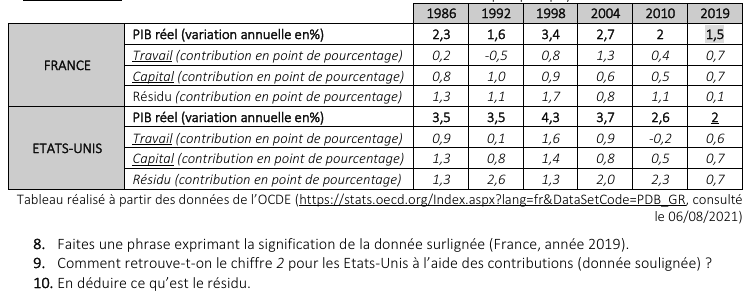 1986 1992 1998 2004 2010 2019
FRANCE
PIB réel (variation annuelle en%) 2,3 1,6 3,4 2,7 2 1,5
Travail (contribution en point de pourcentage) 0,2 -0,5 0,8 1,3 0,4 0,7
Capital (contribution en point de pourcentage) 0,8 1,0 0,9 0,6 0,5 0,7
Résidu (contribution en point de pourcentage) 1,3 1,1 1,7 0,8 1,1 0,1
ETATS-UNIS
PIB réel (variation annuelle en%) 3,5 3,5 4,3 3,7 2,6 2
Travail (contribution en point de pourcentage) 0,9 0,1 1,6 0,9 -0,2 0,6
Capital (contribution en point de pourcentage) 1,3 0,8 1,4 0,8 0,5 0,7
Résidu (contribution en point de pourcentage) 1,3 2,6 1,3 2,0 2,3 0,7
Tableau réalisé à partir des données de l'OCDE (https://stats.oecd.org/Index.aspx?lang=fr&DataSetCode=PDB_GR, consulté
le 06/08/2021)
8. Faites une phrase exprimant la signification de la donnée surlignée (France, année 2019).
9. Comment retrouve-t-on le chiffre 2 pour les Etats-Unis à l'aide des contributions (donnée soulignée) ?
10. En déduire ce qu'est le résidu.